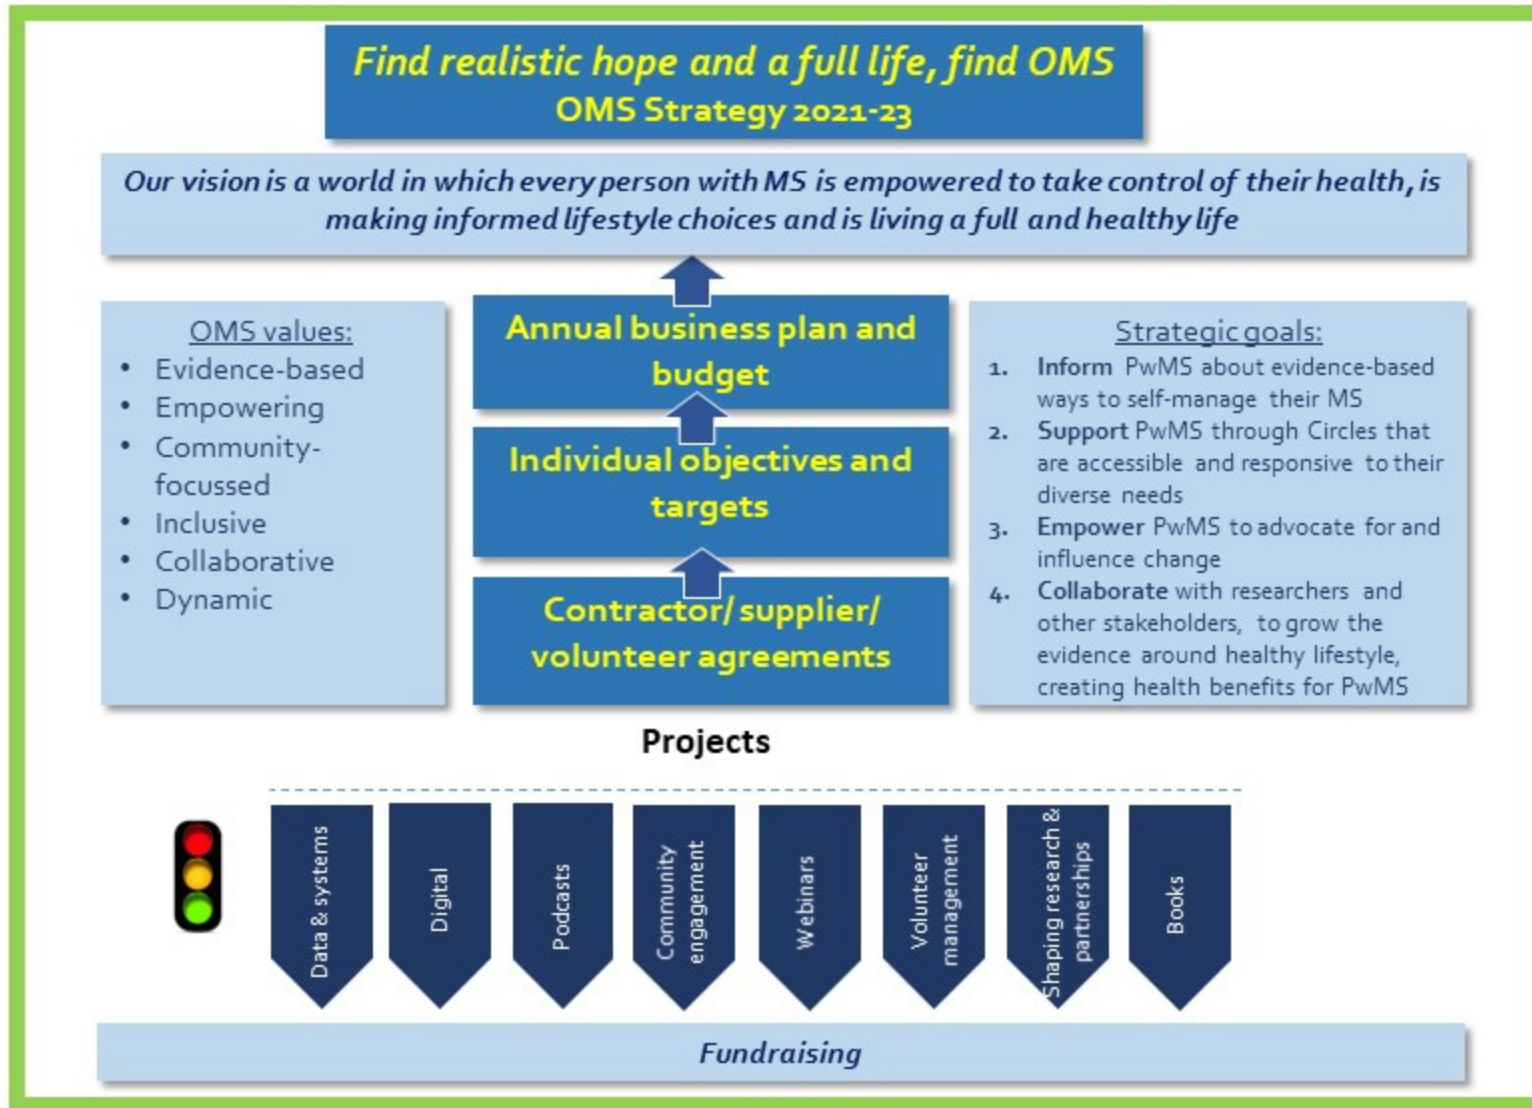 Find realistic hope and a full life, find OMS
OMS Strategy 2021-23
Our vision is a world in which every person with MS is empowered to take control of their health, is
making informed lifestyle choices and is living a full and healthy life
OMS values:
• Evidence-based
• Empowering
• Community-
focussed
• Inclusive
• Collaborative
• Dynamic
Annual business plan and
budget
Individual objectives and
targets
Contractor/ supplier/
volunteer agreements
Strategic goals:
1. Inform PwMS about evidence-based
ways to self-manage their MS
2. Support PwMS through Circles that
are accessible and responsive to their
diverse needs
3. Empower PwMS to advocate for and
influence change
4. Collaborate with researchers and
other stakeholders, to grow the
evidence around healthy lifestyle,
creating health benefits for PwMS
Projects
Data & systems
Digital
Podcasts
Community
engagement
Webinars
Volunteer
management
Shaping research &
partnerships
Books
Fundraising